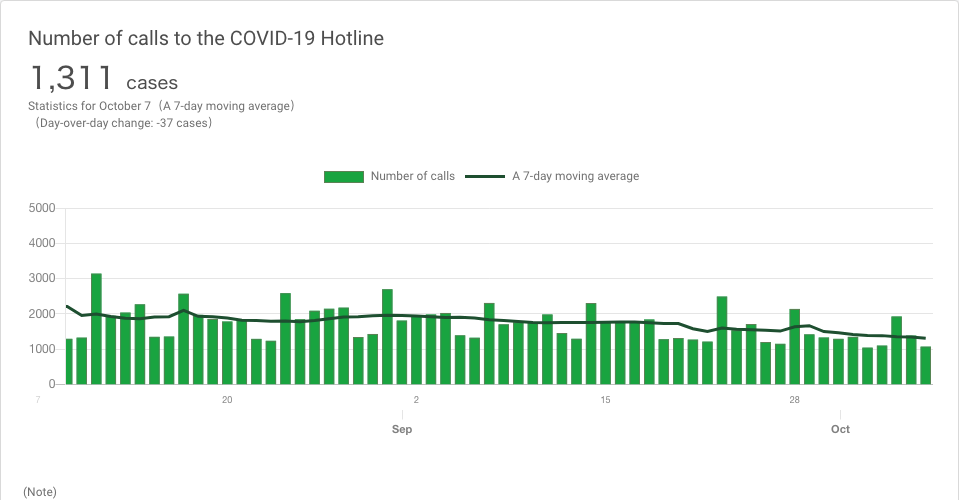 Number of calls to the COVID-19 Hotline
1,311 cases
Statistics for October 7（A 7-day moving average）
（Day-over-day change: -37 cases）
Number of calls A 7-day moving average
5000
4000
3000
2000
1000
0
7 20 2 15 28
Sep Oct
(Note)